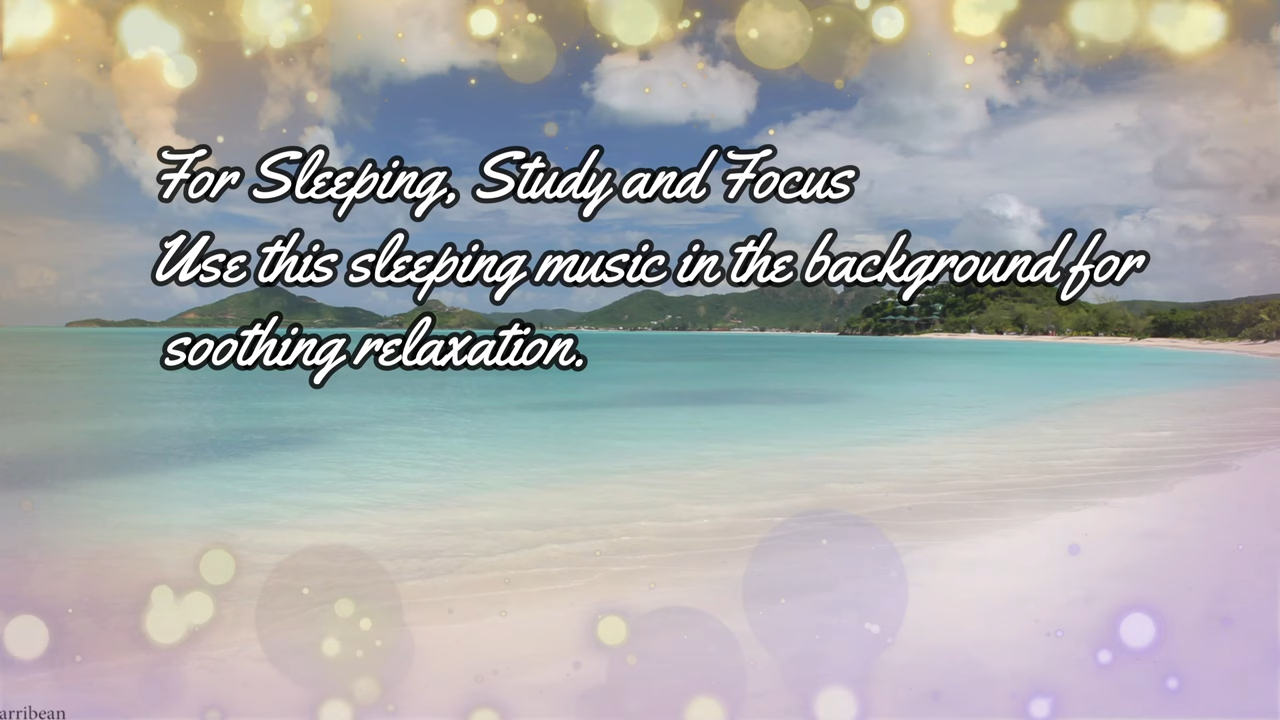 For Sleeping, Study and Focus
Use this sleeping music in the background for
soothing relaxation.
arribean